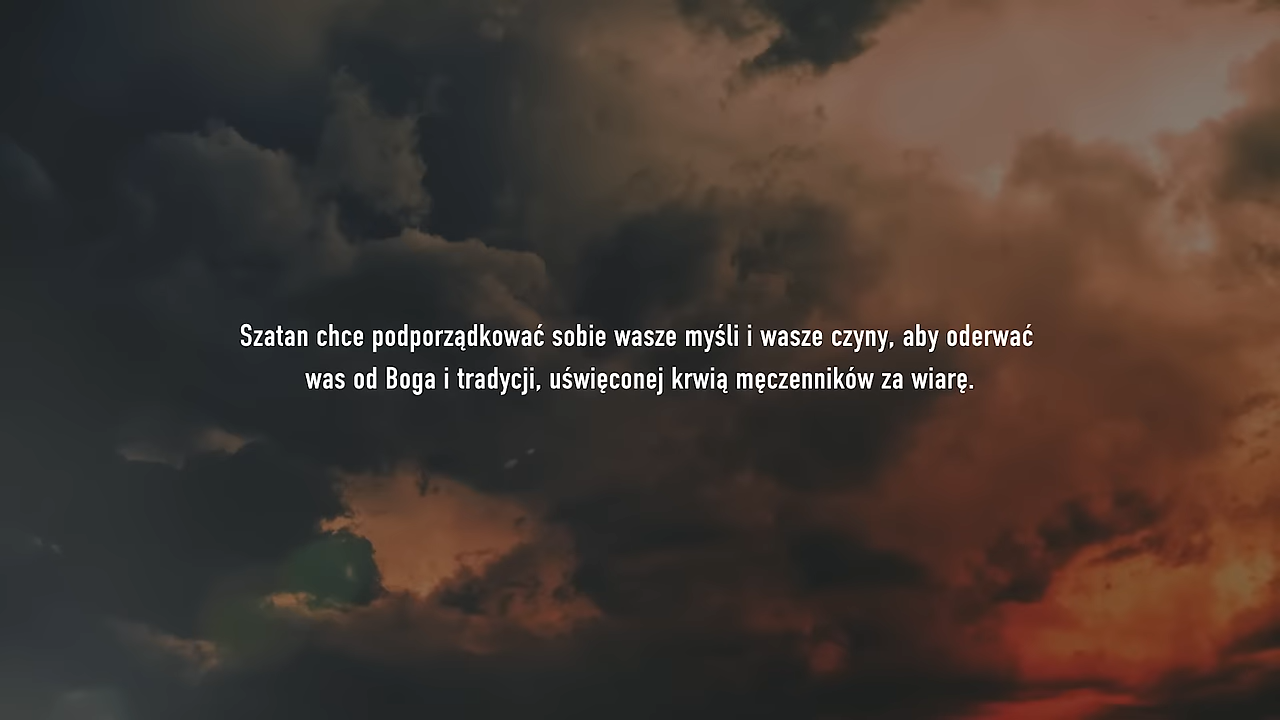 Szatan chce podporządkować sobie wasze myśli i wasze czyny, aby oderwać
was od Boga i tradycji, uświęconej krwią męczenników za wiarę.